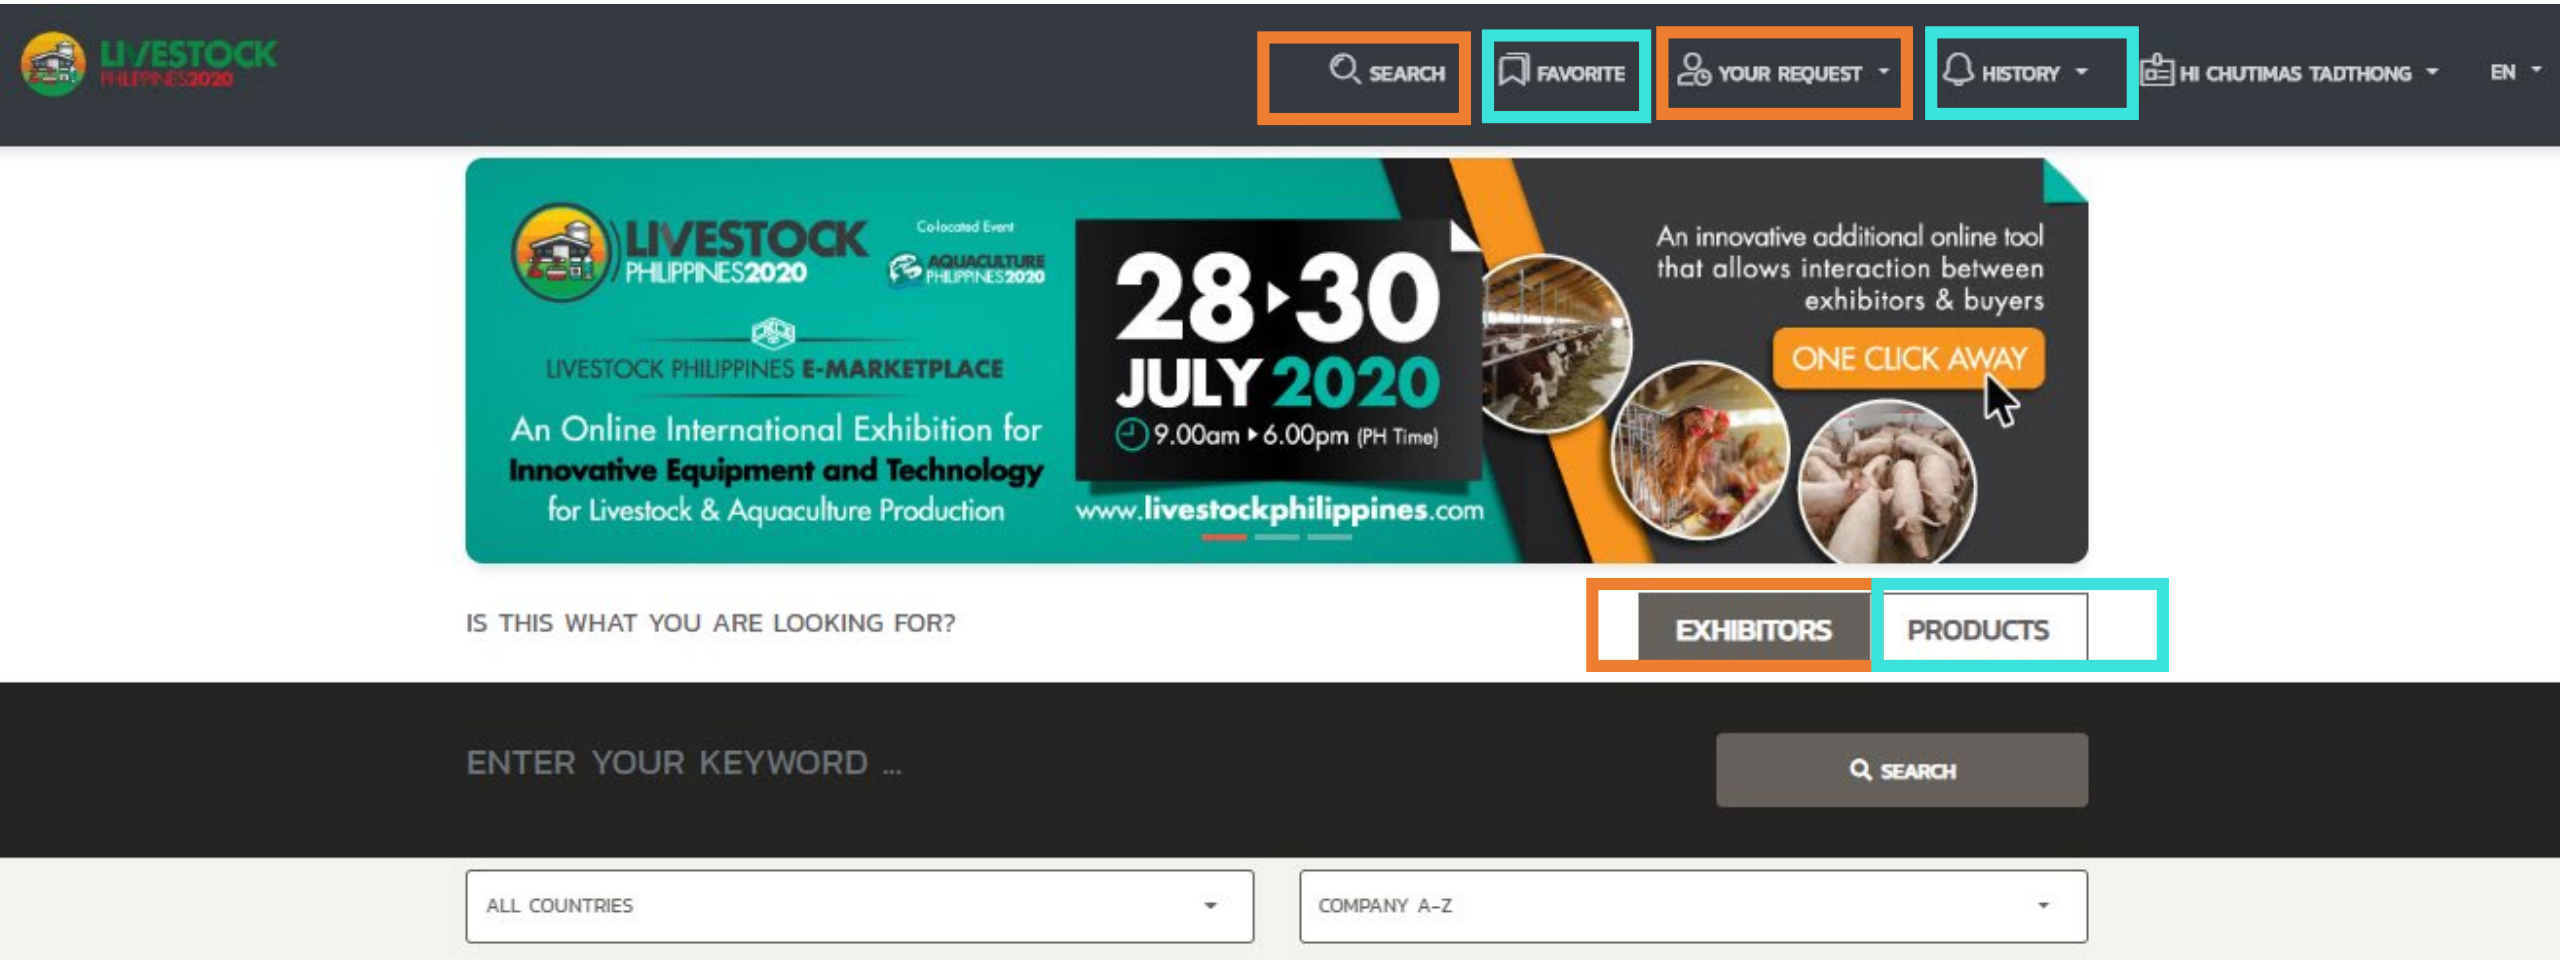 LIVESTOCK
PHILIPPINES2020
SEARCH
FAVORITE
YOUR REQUEST
HISTORY
HI CHUTIMAS TADTHONG
EN
LIVESTOCK
PHILIPPINES2020
Co-located Event
AQUACULTURE
PHILIPPINES2020
LIVESTOCK PHILIPPINES E-MARKETPLACE
An Online International Exhibition for
Innovative Equipment and Technology
for Livestock & Aquaculture Production
28 30
JULY 2020
9.00am 6.00pm (PH Time)
www.livestockphilippines.com
An innovative additional online tool
that allows interaction between
exhibitors & buyers
ONE CLICK AWAY
IS THIS WHAT YOU ARE LOOKING FOR?
EXHIBITORS
PRODUCTS
ENTER YOUR KEYWORD ...
SEARCH
ALL COUNTRIES
COMPANY A-Z